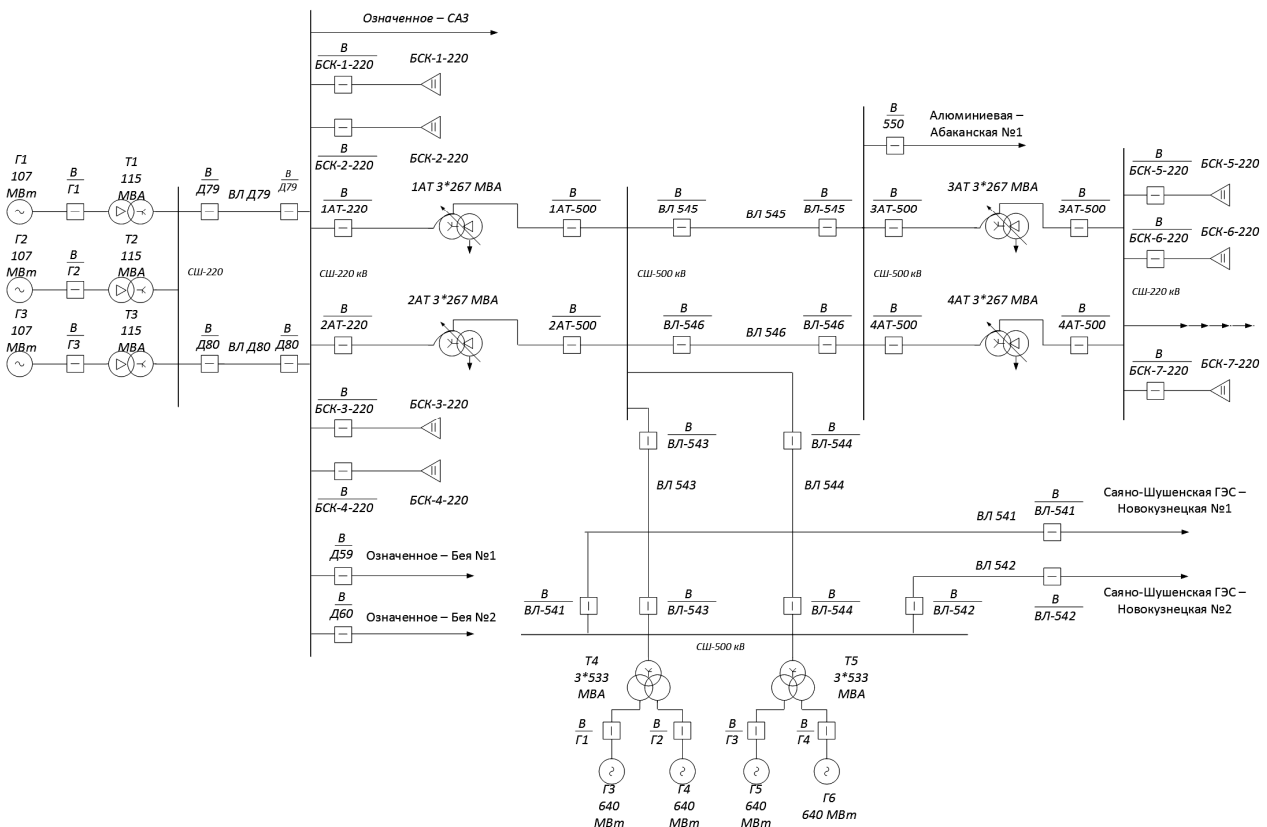 Означенное – САЗ
В
БСК-1-220
БСК-1-220
В
БСК-2-220
БСК-2-220
Г1
107
МВт
В
Г1
Т1
115
МВА
В
Д79
ВЛ Д79
В
Д79
Г2
107
МВт
В
Г2
Т2
115
МВА
Г3
107
МВт
В
Г3
Т3
115
МВА
СШ-220
В
Д80
ВЛ Д80
В
Д80
В
1АТ-220
1АТ 3*267 МВА
В
1АТ-500
СШ-220 кВ
В
2АТ-220
2АТ 3*267 МВА
В
2АТ-500
СШ-500 кВ
В
ВЛ 545
ВЛ 545
В
ВЛ-545
В
ВЛ-546
ВЛ 546
В
ВЛ-546
В
550
Алюминиевая –
Абаканская №1
В
3АТ-500
3АТ 3*267 МВА
В
3АТ-500
СШ-500 кВ
В
4АТ-500
4АТ 3*267 МВА
В
4АТ-500
В
БСК-5-220
БСК-5-220
В
БСК-6-220
БСК-6-220
СШ-220 кВ
В
БСК-7-220
БСК-7-220
В
БСК-3-220
БСК-3-220
В
БСК-4-220
БСК-4-220
В
Д59
Означенное – Бея №1
В
Д60
Означенное – Бея №2
В
ВЛ-543
В
ВЛ-544
ВЛ 543
ВЛ 544
ВЛ 541
В
ВЛ-541
Саяно-Шушенская ГЭС –
Новокузнецкая №1
ВЛ 542
В
ВЛ-542
Саяно-Шушенская ГЭС –
Новокузнецкая №2
В
ВЛ-541
В
ВЛ-543
В
ВЛ-544
В
ВЛ-542
СШ-500 кВ
Т4
3*533
МВА
Т5
3*533
МВА
В
Г1
В
Г2
В
Г3
В
Г4
Г3
640
МВт
Г4
640
МВт
Г5
640
МВт
Г6
640 МВт